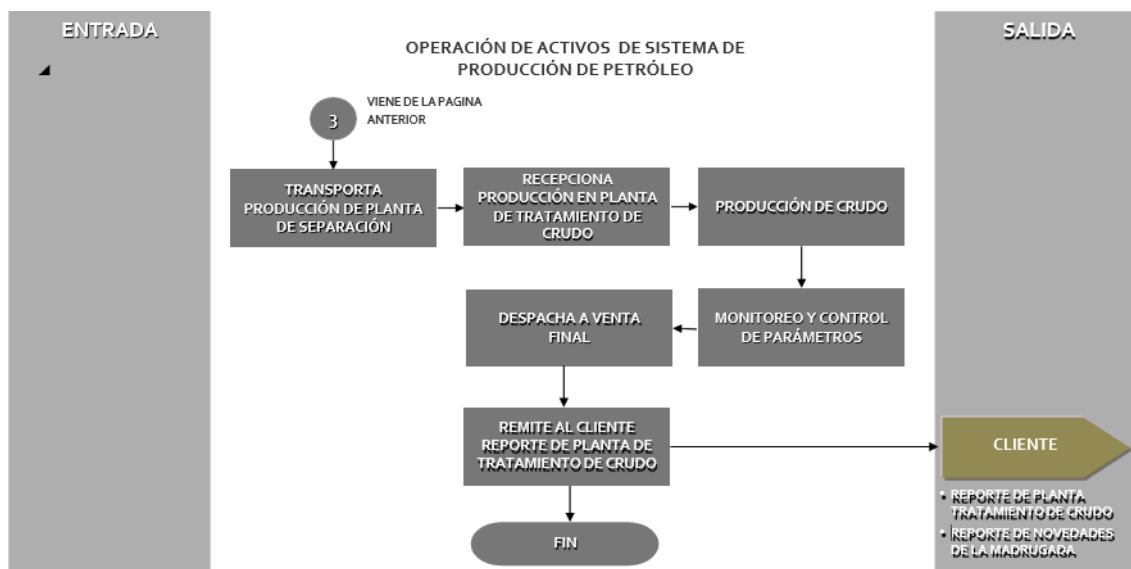 ENTRADA
SALIDA
OPERACIÓN DE ACTIVOS DE SISTEMA DE
PRODUCCIÓN DE PETRÓLEO
3
VIENE DE LA PAGINA
ANTERIOR
TRANSPORTA
PRODUCCIÓN DE PLANTA
DE SEPARACIÓN
RECEPCIONA
PRODUCCIÓN EN PLANTA
DE TRATAMIENTO DE
CRUDO
PRODUCCIÓN DE CRUDO
DESPACHA A VENTA
FINAL
MONITOREO Y CONTROL
DE PARÁMETROS
REMITE AL CLIENTE
REPORTE DE PLANTA DE
TRATAMIENTO DE CRUDO
CLIENTE
• REPORTE DE PLANTA
TRATAMIENTO DE CRUDO
• REPORTE DE NOVEDADES
DE LA MADRUGAGA
FIN